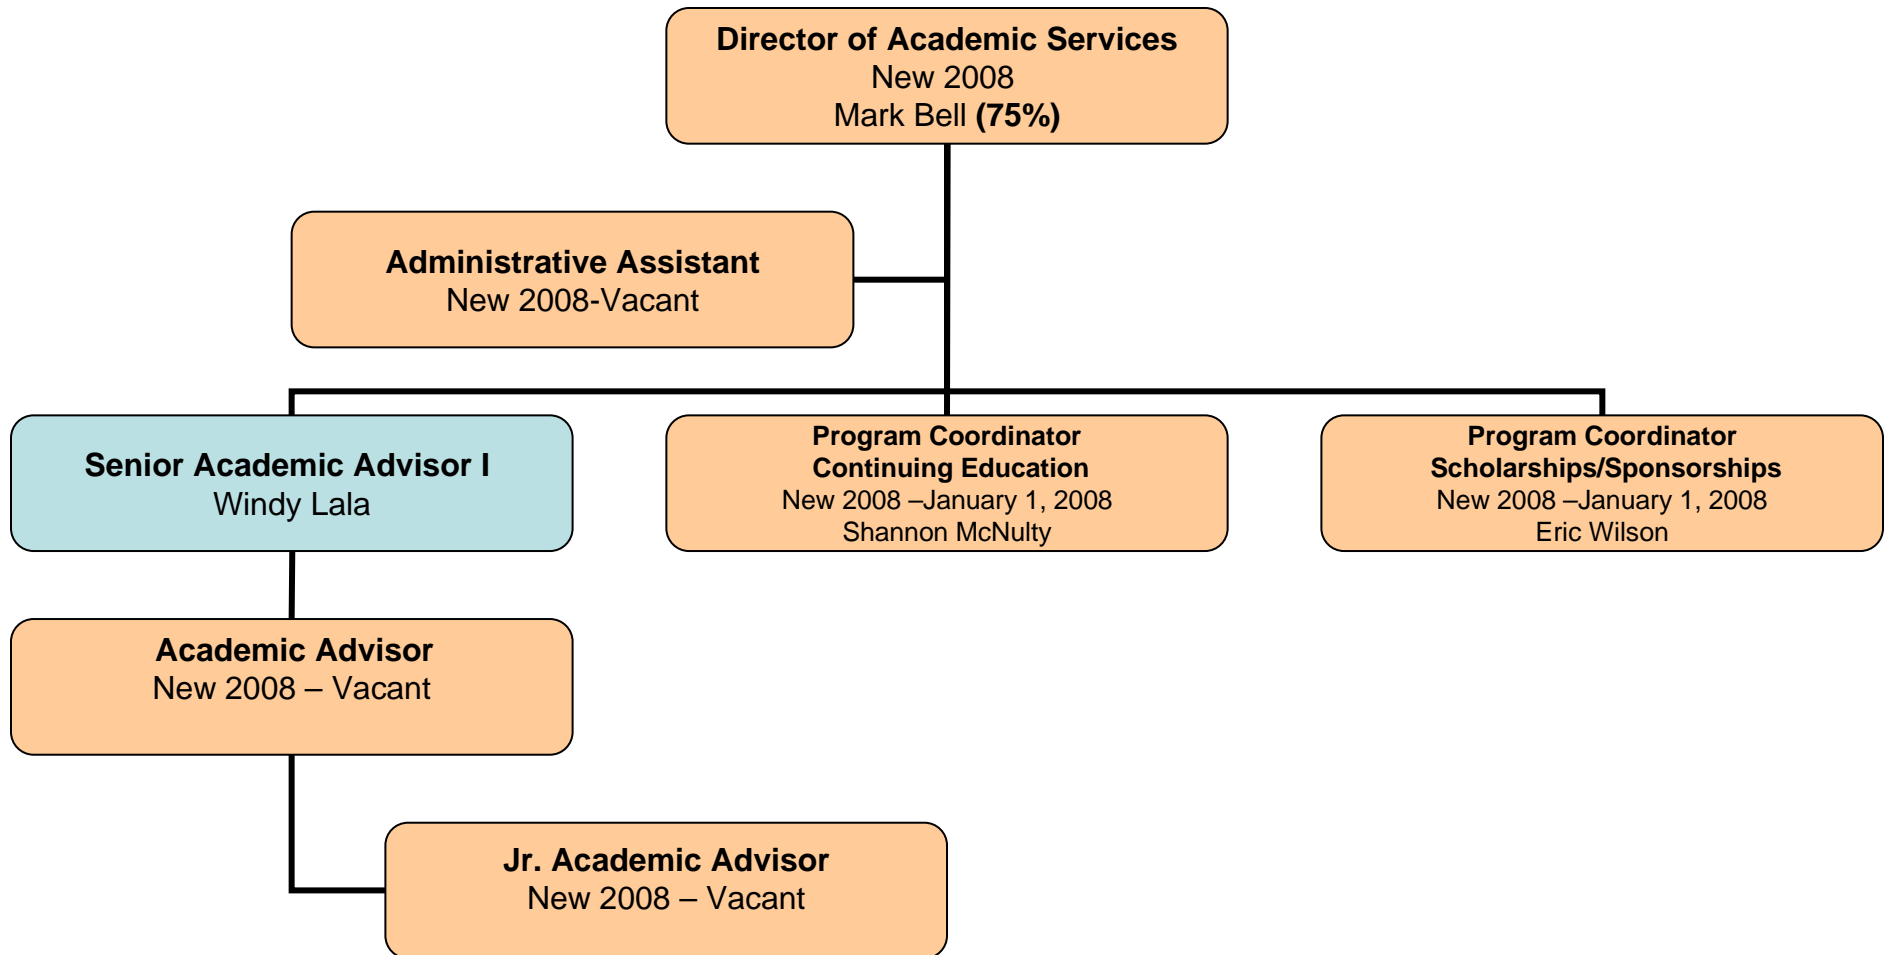 Director of Academic Services
New 2008
Mark Bell (75%)
Administrative Assistant
New 2008-Vacant
Senior Academic Advisor I
Windy Lala
Program Coordinator
Continuing Education
New 2008 –January 1, 2008
Shannon McNulty
Program Coordinator
Scholarships/Sponsorships
New 2008 –January 1, 2008
Eric Wilson
Academic Advisor
New 2008 – Vacant
Jr. Academic Advisor
New 2008 – Vacant